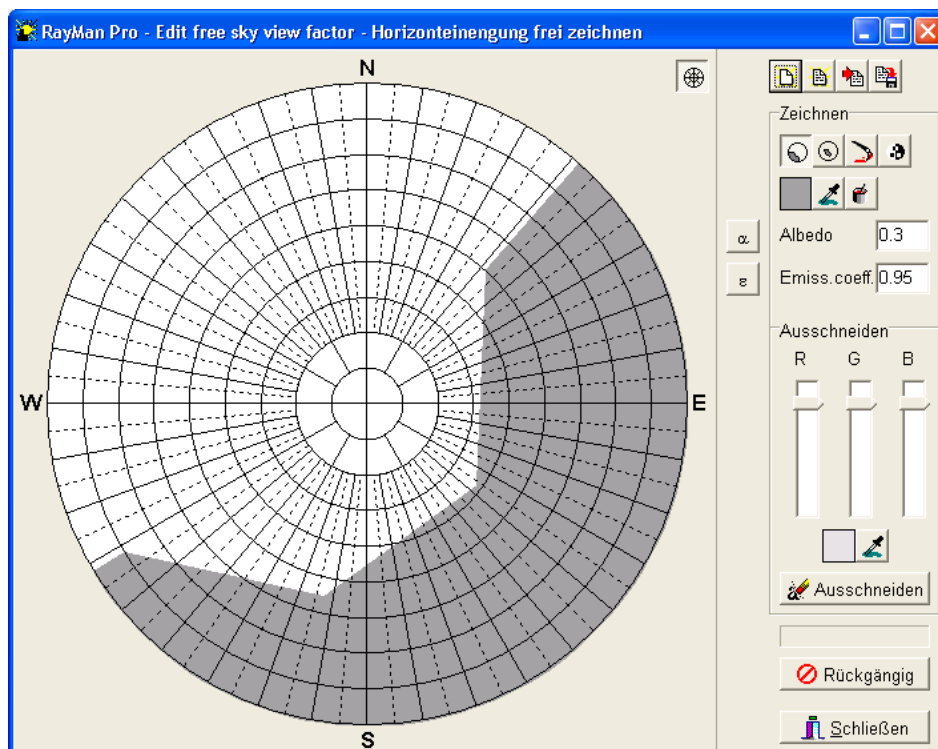 RayMan Pro - Edit free sky view factor - Horizonteinengung frei zeichnen
N
W
E
S
Zeichnen
α
Albedo 0.3
ε
Emiss.coeff. 0.95
Ausschneiden
R G B
Ausschneiden
Rückgängig
Schließen